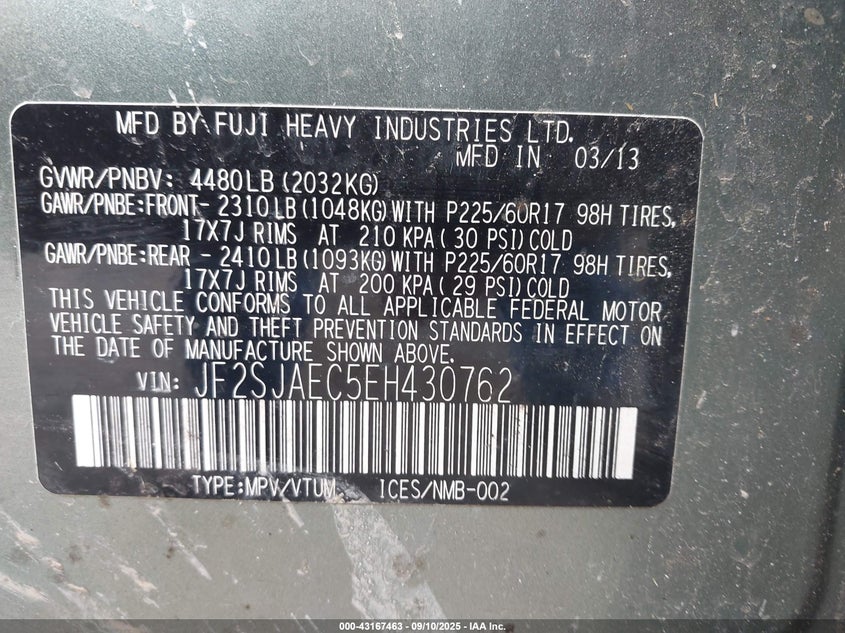 MFD BY FUJI HEAVY INDUSTRIES LTD.
MFD IN 03/13
GVWR/PNBV: 4480LB(2032KG)
GAWR/PNBE:FRONT- 2310LB(1048KG)WITH P225/60R17 98H TIRES,
17X7J RIMS AT 210 KPA(30 PSI)COLD
GAWR/PNBE:REAR - 2410LB(1093KG)WITH P225/60R17 98H TIRES,
17X7J RIMS AT 200 KPA(29 PSI)COLD
THIS VEHICLE CONFORMS TO ALL APPLICABLE FEDERAL MOTOR
VEHICLE SAFETY AND THEFT PREVENTION STANDARDS IN EFFECT ON
THE DATE OF MANUFACTURE SHOWN ABOVE.
VIN: JF2SJAEC5EH430762
TYPE:MPV/VTUM ICES/NMB-002
000-43167463 - 09/10/2025 - IAA Inc.